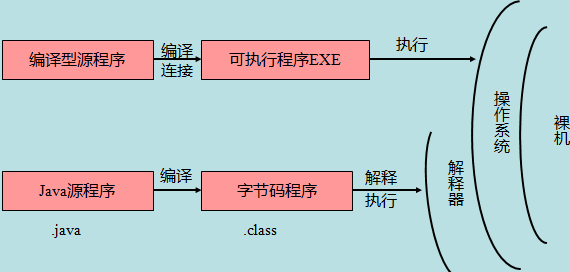 编译型源程序
编译
连接
可执行程序EXE
执行
操作系统
裸机
Java源程序
编译
字节码程序
解释
执行
解释器
.java
.class